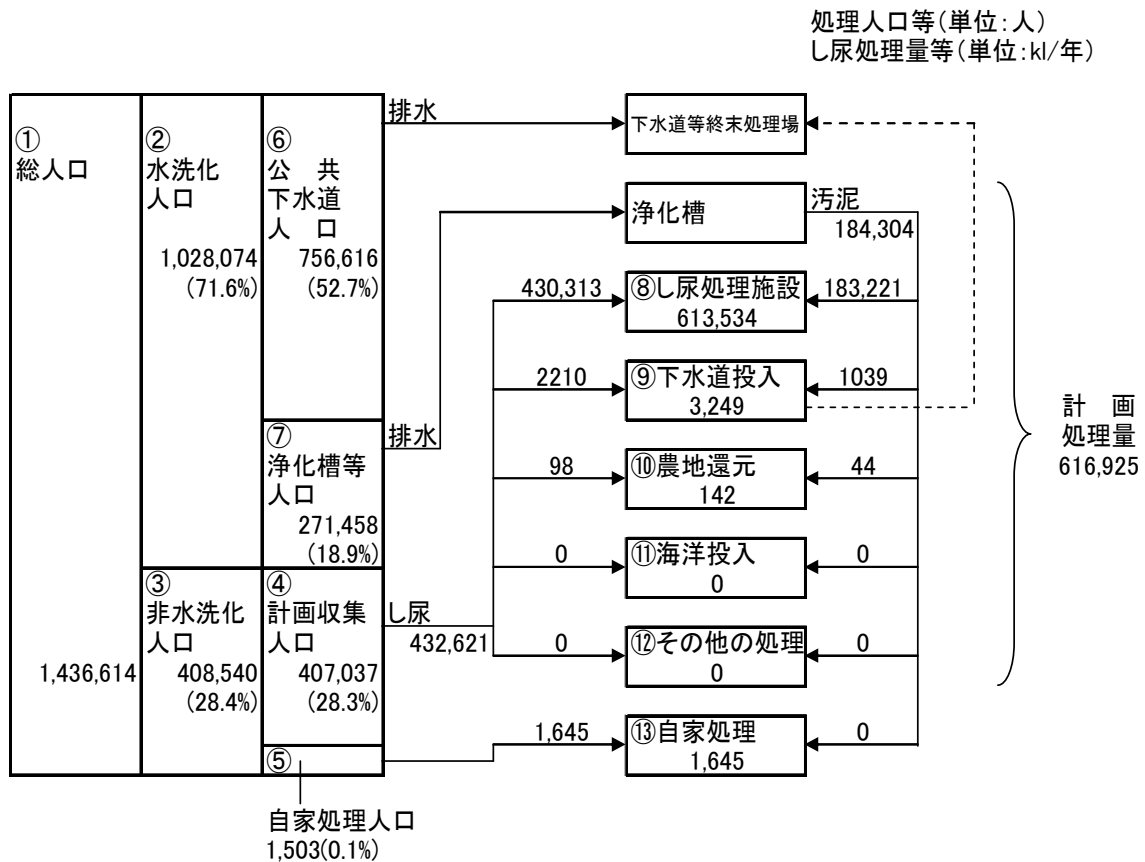 処理人口等(単位:人)
し尿処理量等(単位:kl/年)
①
総人口
1,436,614
②
水洗化
人口
1,028,074
(71.6%)
③
非水洗化
人口
408,540
(28.4%)
⑥
公　共
下水道
人　口
756,616
(52.7%)
⑦
浄化槽等
人口
271,458
(18.9%)
④
計画収集
人口
407,037
(28.3%)
⑤
自家処理人口
1,503(0.1%)
排水
下水道等終末処理場
排水
浄化槽
汚泥
184,304
し尿
432,621
430,313
⑧し尿処理施設
613,534
183,221
2210
⑨下水道投入
3,249
1039
98
⑩農地還元
142
44
0
⑪海洋投入
0
0
0
⑫その他の処理
0
0
1,645
⑬自家処理
1,645
0
計　画
処理量
616,925